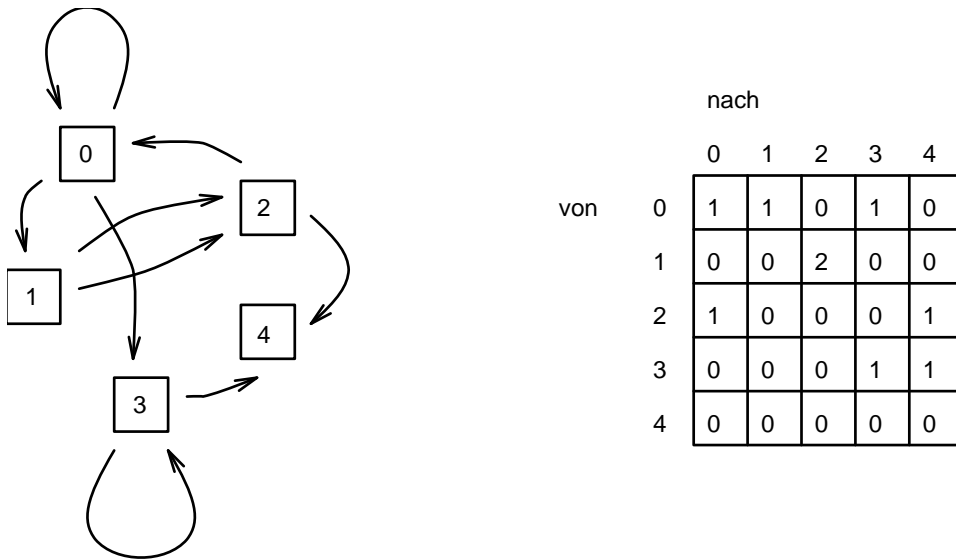 0
2
1
4
3
nach
0 1 2 3 4
von 0 1 1 0 1 0
1 0 0 2 0 0
2 1 0 0 0 1
3 0 0 0 1 1
4 0 0 0 0 0